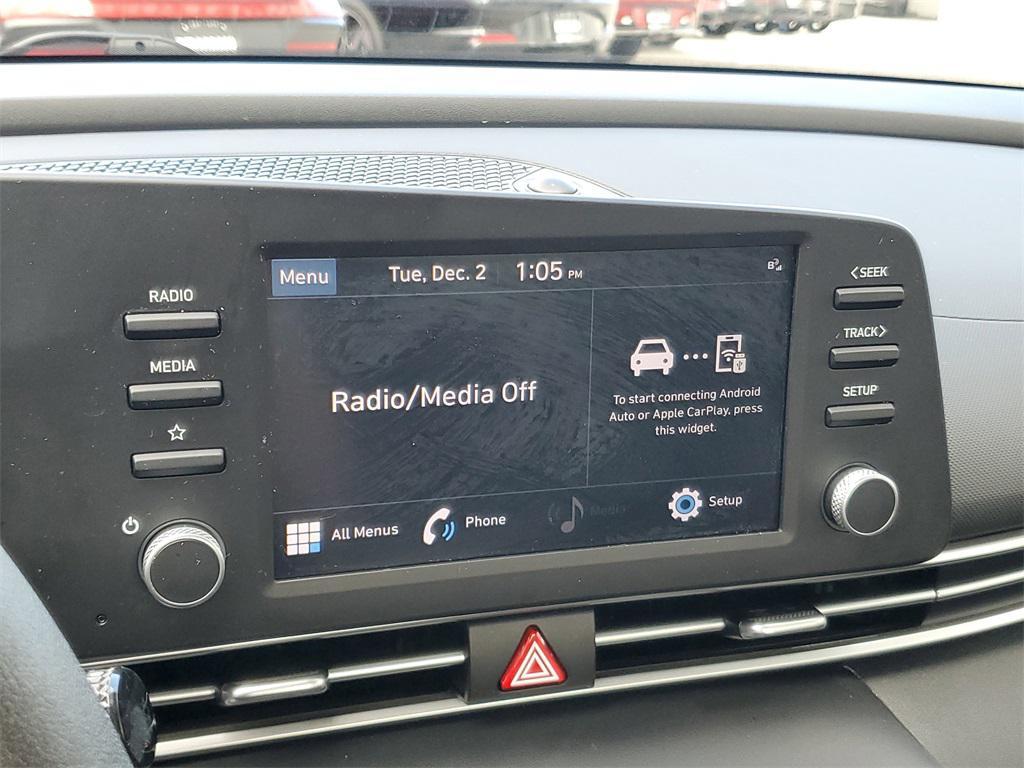 Menu
Tue, Dec. 2 1:05 PM
RADIO
MEDIA
<SEEK
TRACK>
SETUP
Radio/Media Off
To start connecting Android
Auto or Apple CarPlay, press
this widget.
All Menus
Phone
Media
Setup